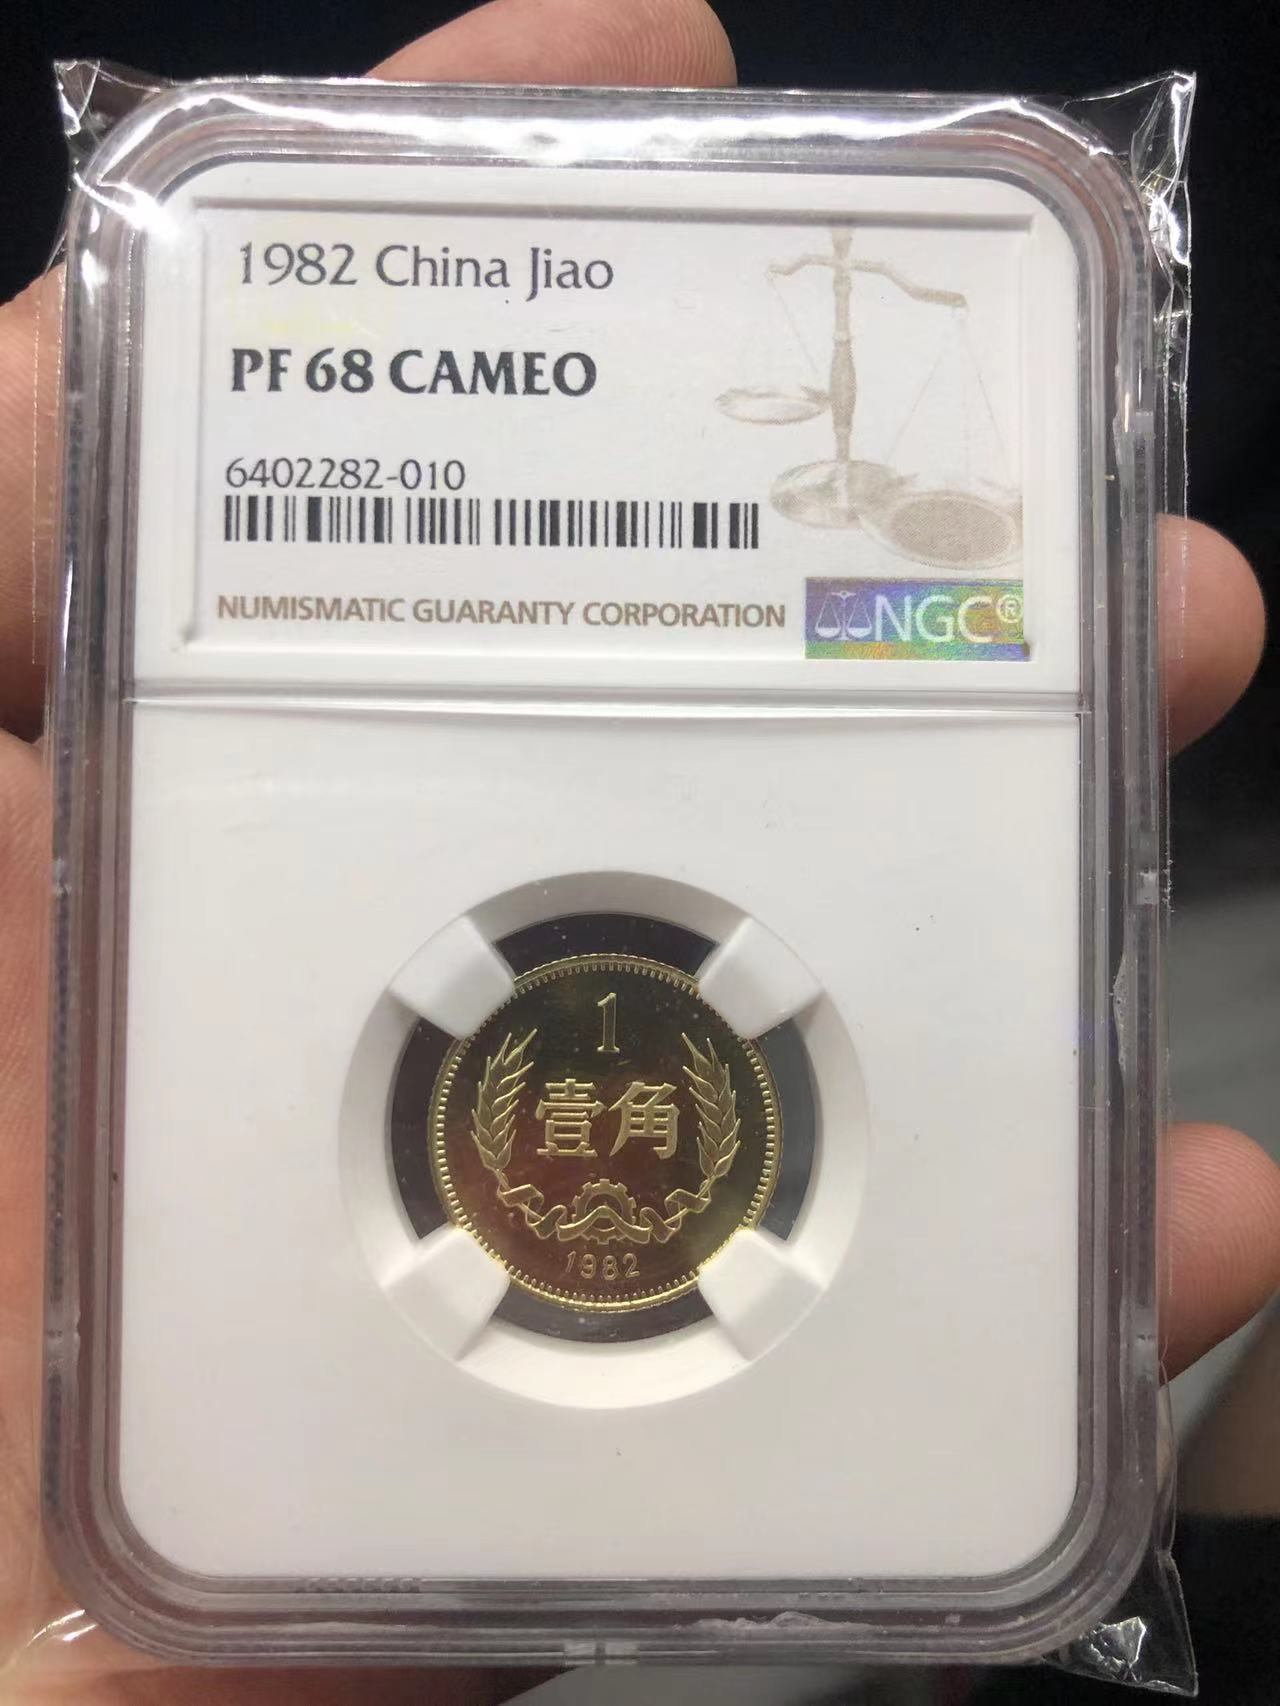 1982 China Jiao
PF 68 CAMEO
6402282-010
NUMISMATIC GUARANTY CORPORATION
NGC®
1
壹角
1982